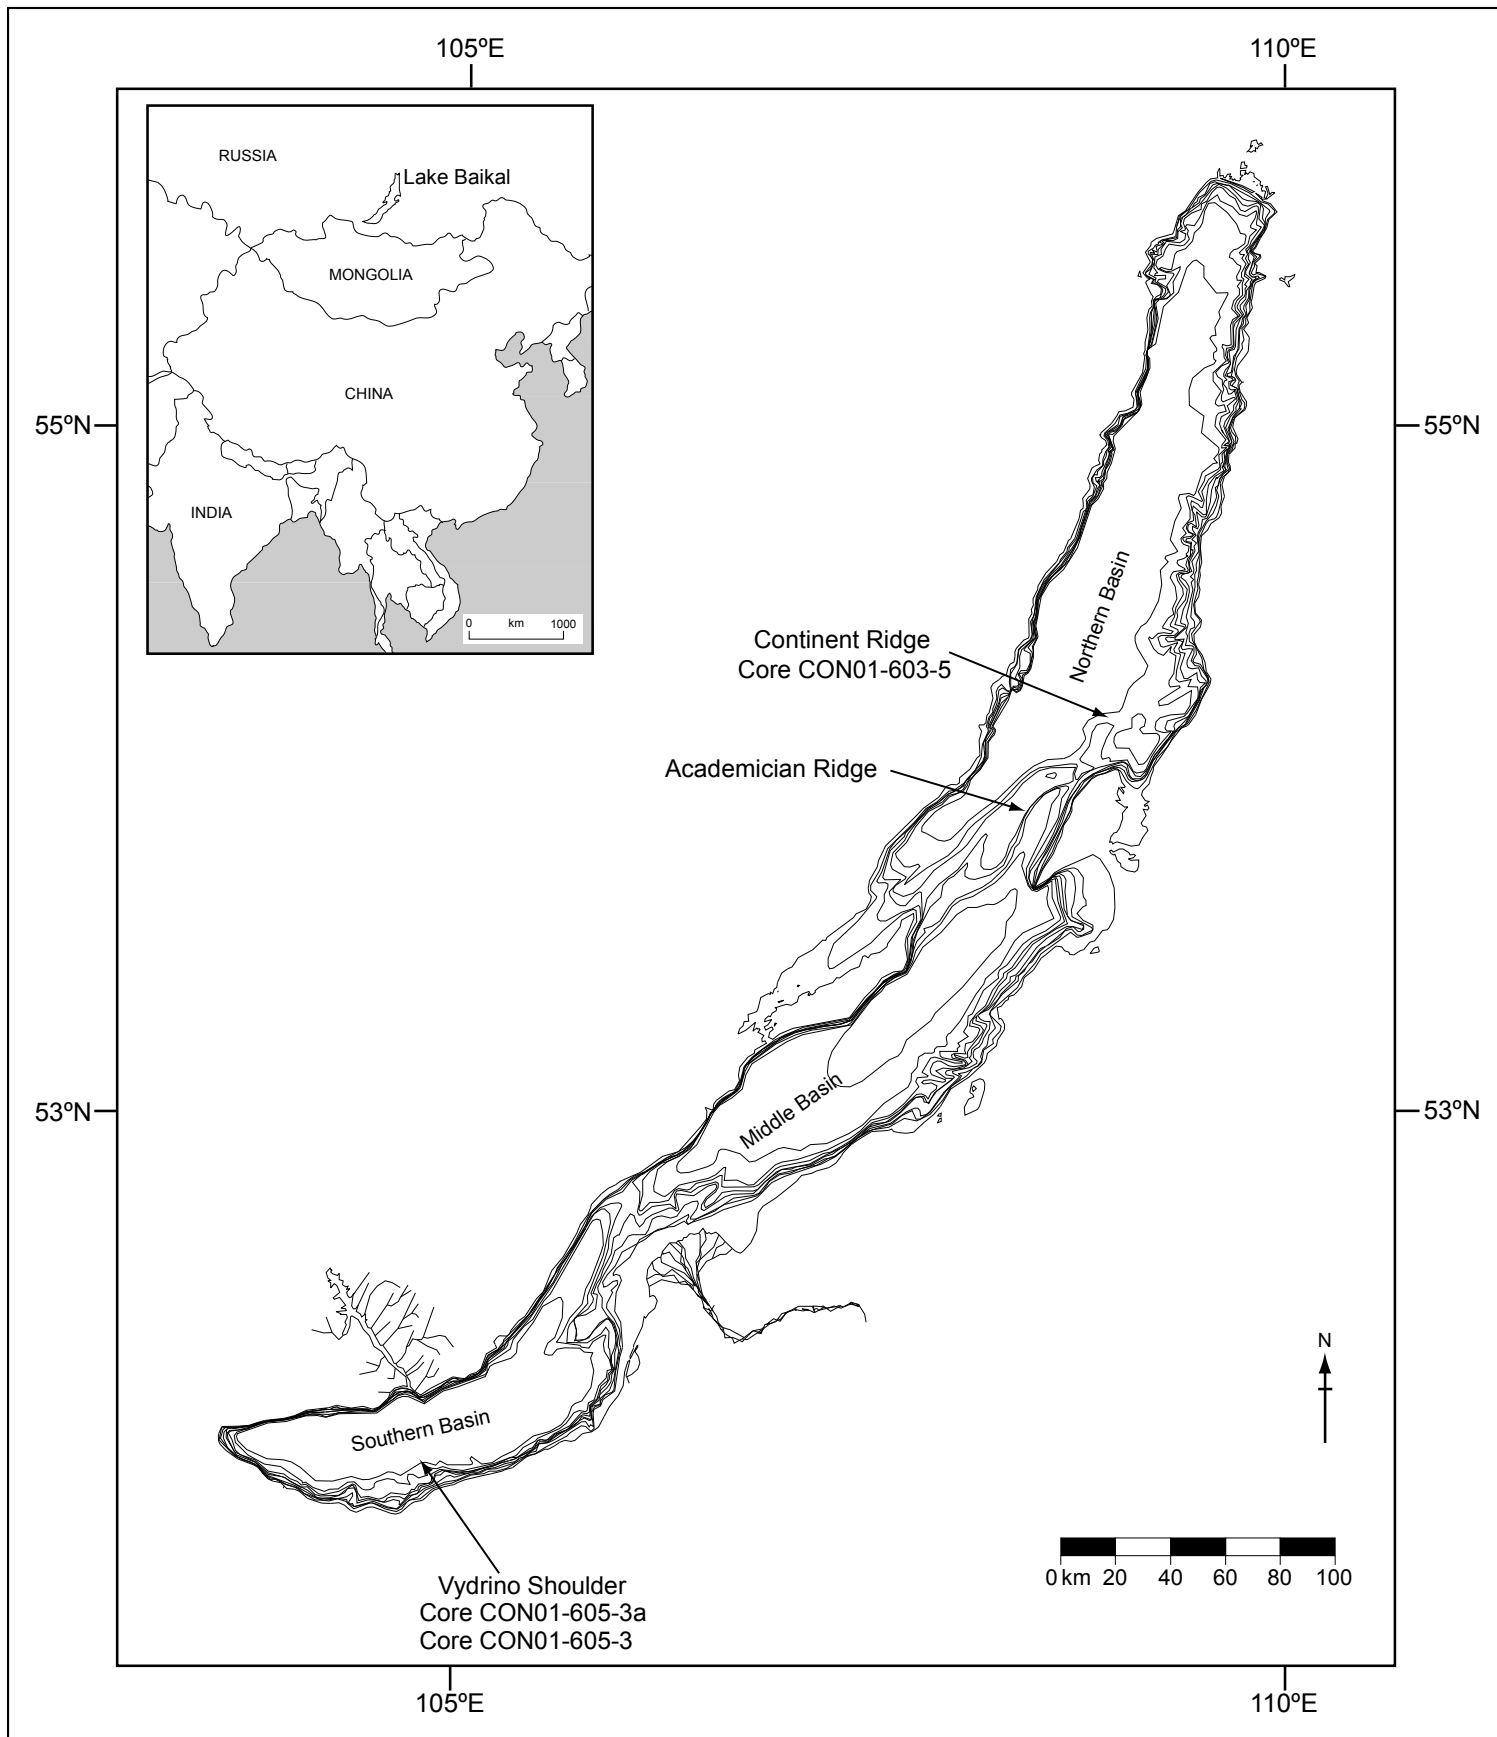 105ºE
110ºE
RUSSIA
Lake Baikal
MONGOLIA
CHINA
INDIA
0 km 1000
55ºN
55ºN
Northern Basin
Continent Ridge
Core CON01-603-5
Academician Ridge
53ºN
53ºN
Middle Basin
N
Southern Basin
Vydrino Shoulder
Core CON01-605-3a
Core CON01-605-3
0 km 20 40 60 80 100
105ºE
110ºE